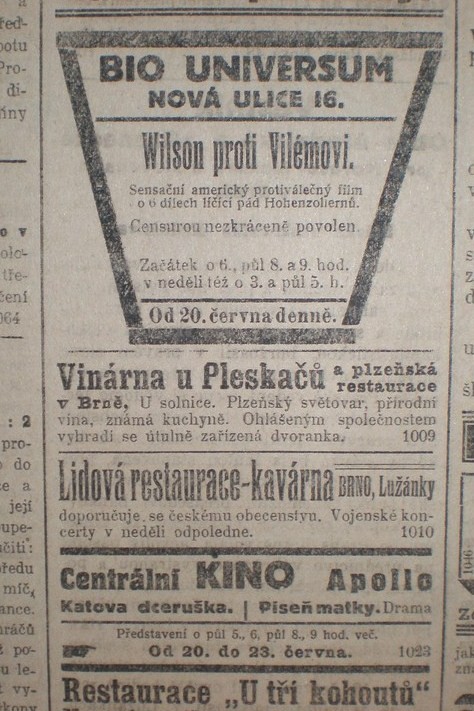 BIO UNIVERSUM
NOVÁ ULICE 16.
Wilson proti Vilémovi.
Sensační americký protiválečný film
o 6 dílech líčící pád Hohenzollernů.
Censurou nezkráceně povolen
Začátek o 6., půl 8. a 9. hod.
v neděli též o 3. a půl 5. h.
Od 20. června denně.
Vinárna u Pleskačů a plzeňská
restaurace
v Brně, U solnice. Plzeňský světovar, přírodní
vína, známá kuchyně. Ohlášeným společnostem
vyhradí se útulně zařízená dvoranka. 1009
Lidová restaurace-kavárna BRNO, Lužánky
doporučuje se českému obecenstvu. Vojenské kon-
certy v neděli odpoledne. 1010
Centrální KINO Apollo
Katova dceruška. | Píseň matky. Drama
Představení o půl 5., 6, půl 8., 9 hod. več.
Od 20. do 23. června. 1023
Restaurace „U tří kohoutů"